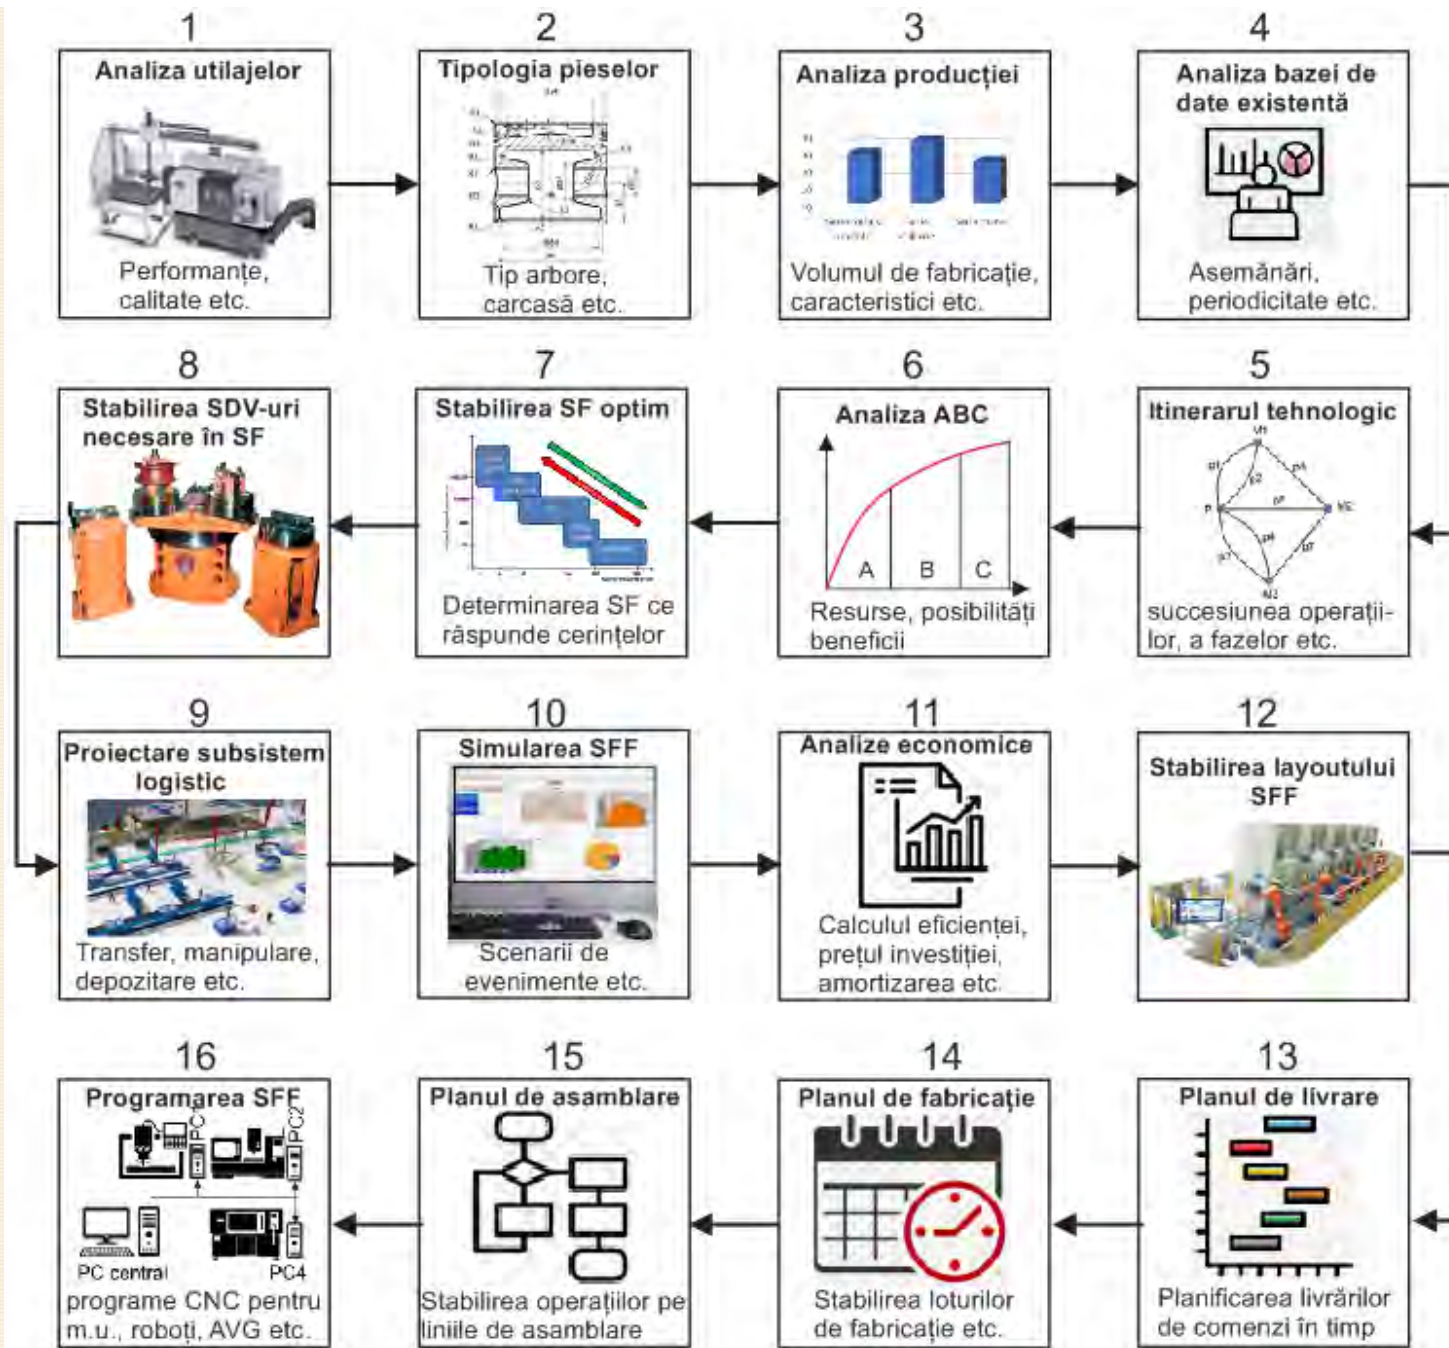 1
Analiza utilajelor
Performanțe,
calitate etc.
2
Tipologia pieselor
Tip arbore,
carcasă etc.
3
Analiza producției
Volumul de fabricație,
caracteristici etc.
4
Analiza bazei de
date existentă
Asemănări,
periodicitate etc.
8
Stabilirea SDV-uri
necesare în SF
7
Stabilirea SF optim
Determinarea SF ce
răspunde cerințelor
6
Analiza ABC
A B C
Resurse, posibilități
beneficii
5
Itinerarul tehnologic
succesiunea operații-
lor, a fazelor etc.
9
Proiectare subsistem
logistic
Transfer, manipulare,
depozitare etc.
10
Simularea SFF
Scenarii de
evenimente etc.
11
Analize economice
Calculul eficienței,
prețul investiției,
amortizarea etc.
12
Stabilirea layoutului
SFF
16
Programarea SFF
PC1
PC2
PC central
PC4
programe CNC pentru
m.u., roboți, AVG etc.
15
Planul de asamblare
Stabilirea operațiilor pe
liniile de asamblare
14
Planul de fabricație
Stabilirea loturilor
de fabricație etc.
13
Planul de livrare
Planificarea livrărilor
de comenzi în timp